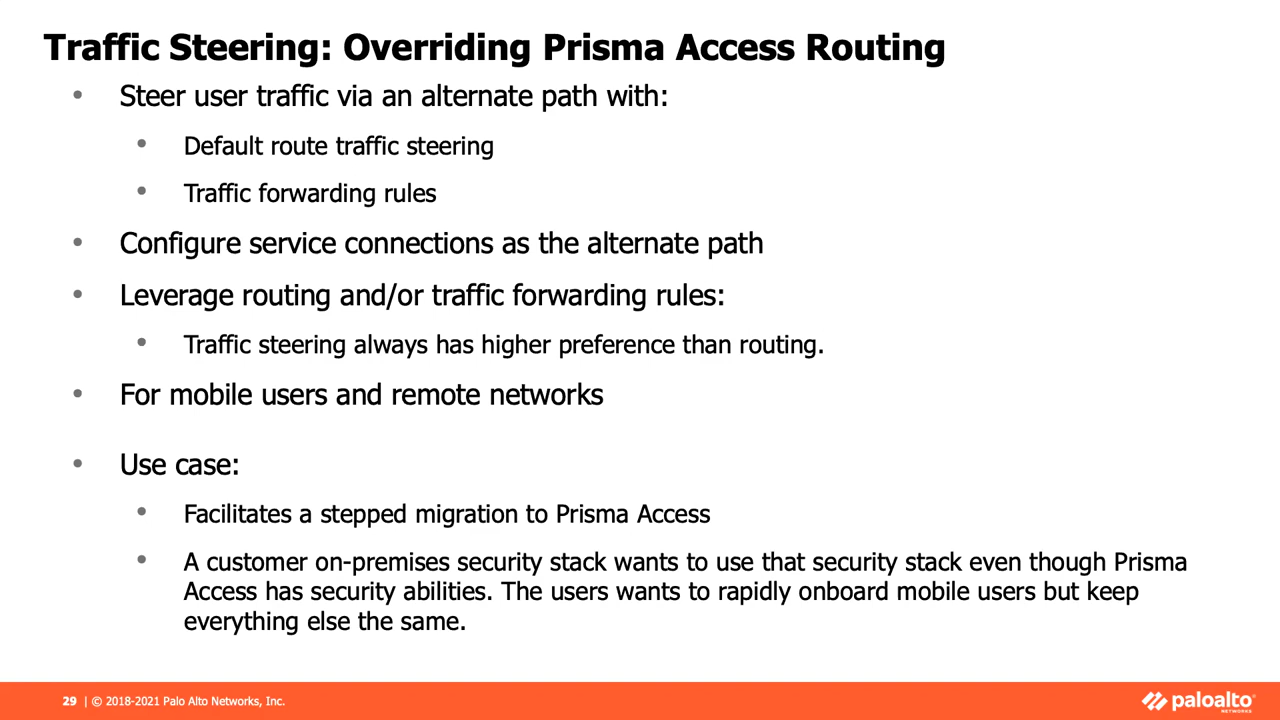 Traffic Steering: Overriding Prisma Access Routing
• Steer user traffic via an alternate path with:
• Default route traffic steering
• Traffic forwarding rules
• Configure service connections as the alternate path
• Leverage routing and/or traffic forwarding rules:
• Traffic steering always has higher preference than routing.
• For mobile users and remote networks
• Use case:
• Facilitates a stepped migration to Prisma Access
• A customer on-premises security stack wants to use that security stack even though Prisma
Access has security abilities. The users wants to rapidly onboard mobile users but keep
everything else the same.
29 | © 2018-2021 Palo Alto Networks, Inc.
paloalto
NETWORKS